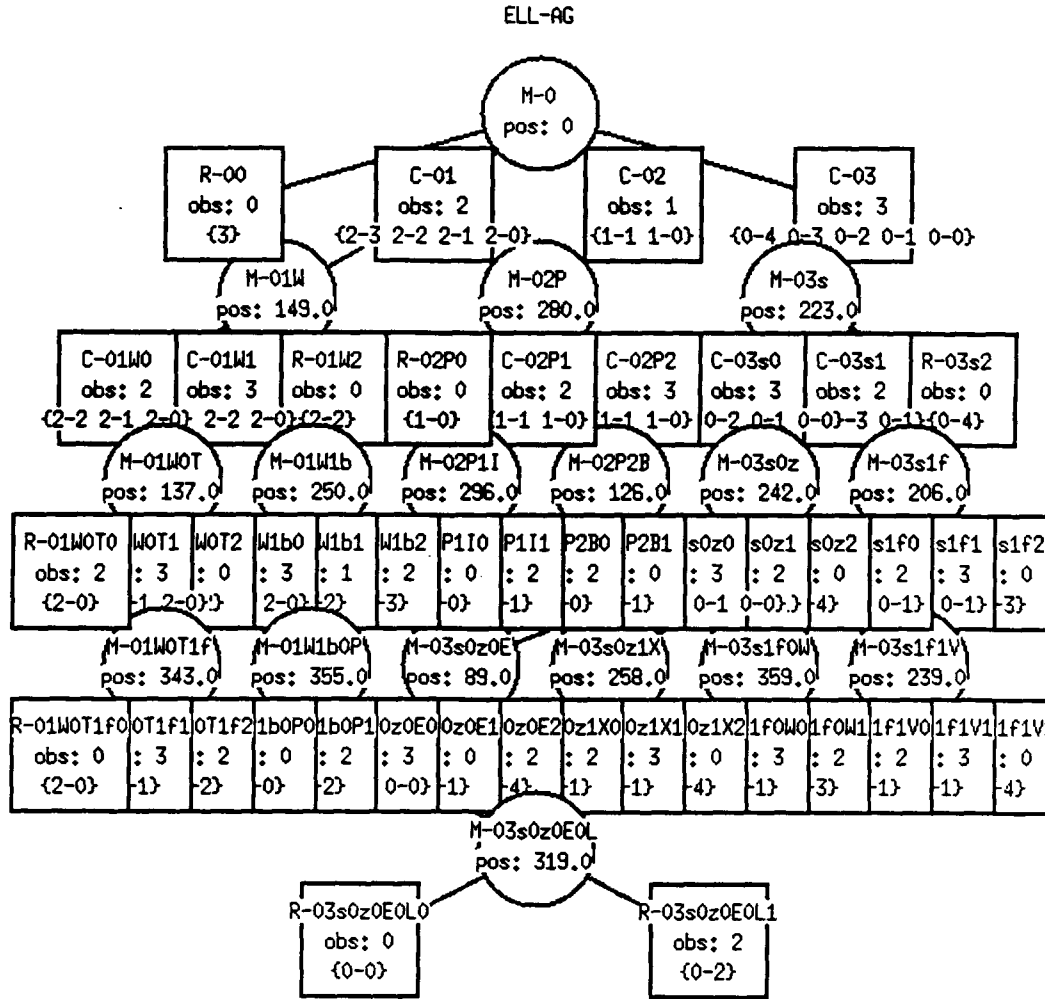 ELL-AG
M-0
pos: 0
R-00 C-01 C-02 C-03
obs: 0 obs: 2 obs: 1 obs: 3
{3} {2-3 2-2 2-1 2-0} {1-1 1-0} {0-4 0-3 0-2 0-1 0-0}
M-01W M-02P M-03s
pos: 149.0 pos: 280.0 pos: 223.0
C-01W0 C-01W1 R-01W2 R-02P0 C-02P1 C-02P2 C-03s0 C-03s1 R-03s2
obs: 2 obs: 3 obs: 0 obs: 0 obs: 2 obs: 3 obs: 3 obs: 2 obs: 0
{2-2 2-1 2-0} 2-2 2-0} {2-2} {1-0} {1-1 1-0} {1-1 1-0} 0-2 0-1 0-0} -3 0-1} {0-4}
M-01W0T M-01W1b M-02P1I M-02P2B M-03s0z M-03s1f
pos: 137.0 pos: 250.0 pos: 296.0 pos: 126.0 pos: 242.0 pos: 206.0
R-01W0T0 W0T1 W0T2 W1b0 W1b1 W1b2 P1I0 P1I1 P2B0 P2B1 s0z0 s0z1 s0z2 s1f0 s1f1 s1f2
obs: 2 : 3 : 0 : 3 : 1 : 2 : 0 : 2 : 2 : 0 : 3 : 2 : 0 : 2 : 3 : 0
{2-0} -1 2-0} 2-0} -2} -3} -0} -1} -0} -1} 0-1 0-0} -4} 0-1} 0-1} -3}
M-01W0T1f M-01W1b0P M-03s0z0E M-03s0z1X M-03s1f0W M-03s1f1V
pos: 343.0 pos: 355.0 pos: 89.0 pos: 258.0 pos: 359.0 pos: 239.0
R-01W0T1f0 0T1f1 0T1f2 1b0P0 1b0P1 0z0E0 0z0E1 0z0E2 0z1X0 0z1X1 0z1X2 1f0W0 1f0W1 1f1V0 1f1V1 1f1V
obs: 0 : 3 : 2 : 0 : 2 : 3 : 0 : 2 : 2 : 3 : 0 : 3 : 2 : 2 : 3 : 0
{2-0} -1} -2} -0} -2} 0-0} -1} -4} -1} -1} -4} -1} -3} -1} -1} -4}
M-03s0z0E0L
pos: 319.0
R-03s0z0E0L0 R-03s0z0E0L1
obs: 0 obs: 2
{0-0} {0-2}